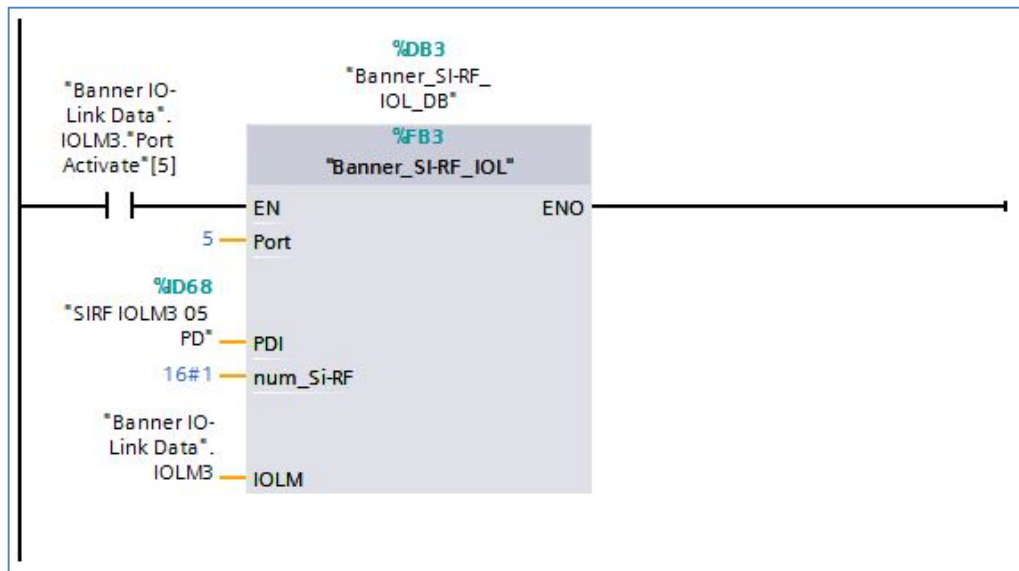 %DB3
"Banner_SI-RF_
IOL_DB"
"Banner IO-
Link Data".
IOLM3."Port
Activate"[5]
%FB3
"Banner_SI-RF_IOL"
EN
ENO
5
Port
%ID68
"SIRF IOLM3 05
PD"
PDI
16#1
num_Si-RF
"Banner IO-
Link Data".
IOLM3
IOLM